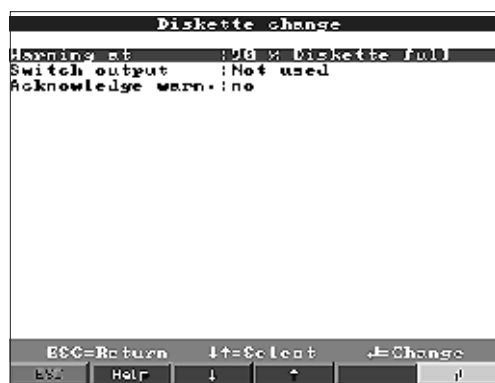 Diskette change
Warning at :90 % Diskette full
Switch output :Not used
Acknowledge warn.:no
ESC=Return ↓↑=Select ↵=Change
ESC Help ↓ ↑ ↵